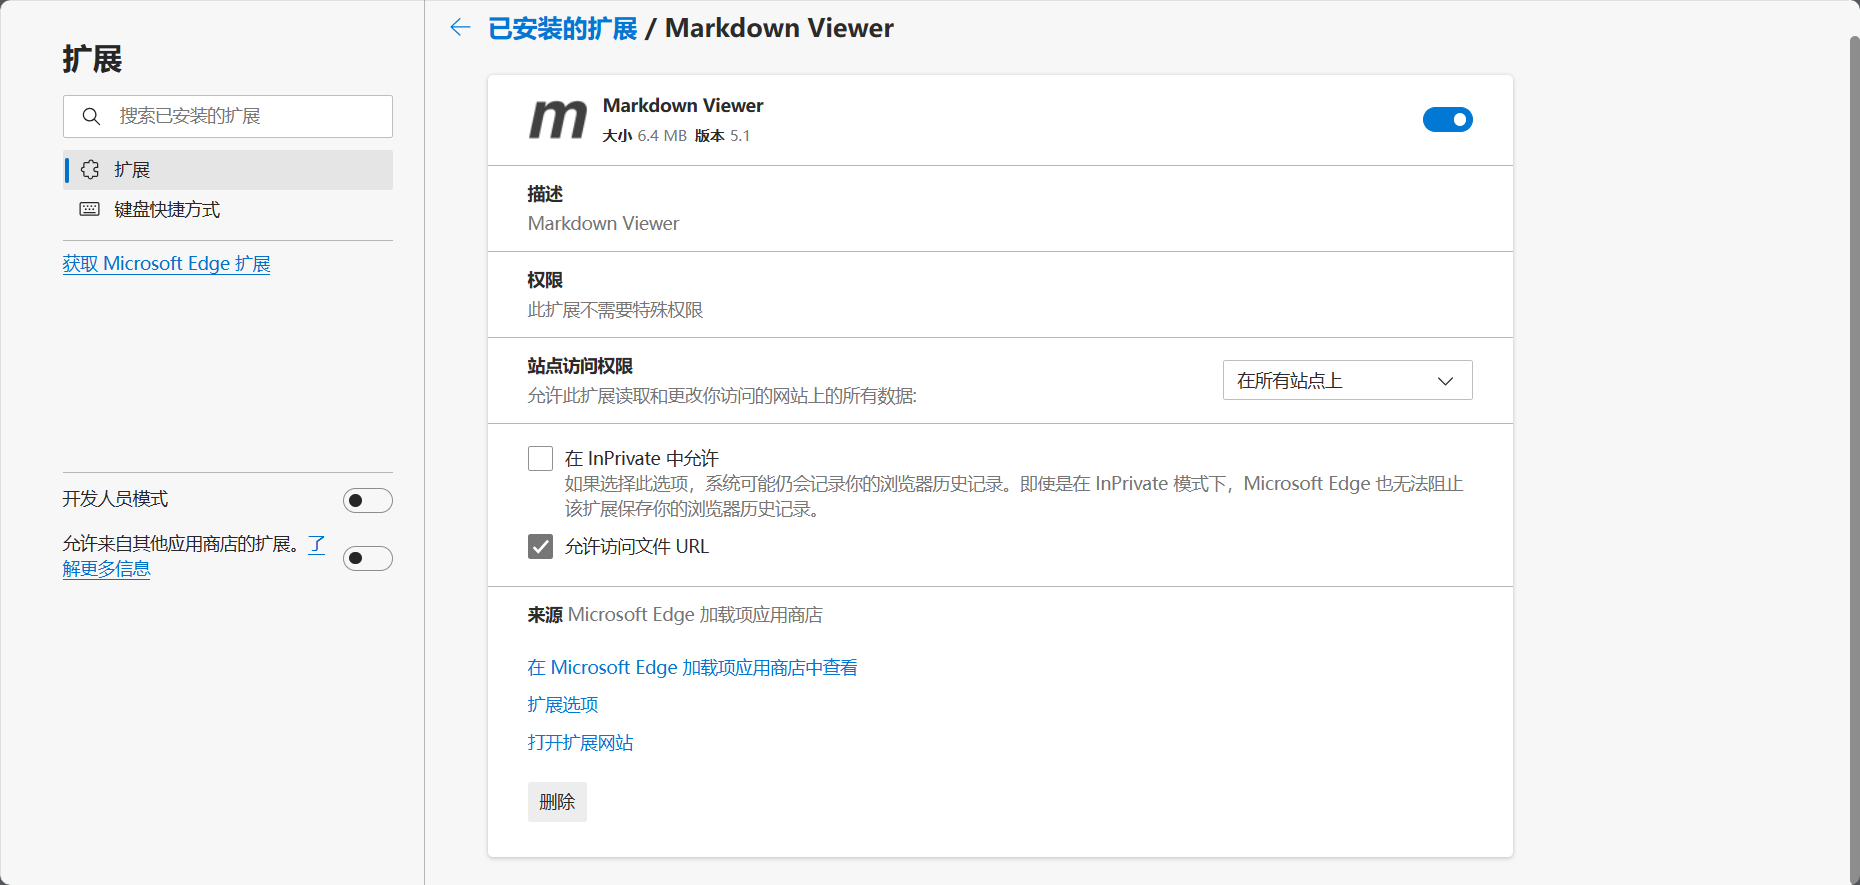 扩展
搜索已安装的扩展
扩展
键盘快捷方式
获取 Microsoft Edge 扩展
开发人员模式
允许来自其他应用商店的扩展。了
解更多信息
已安装的扩展 / Markdown Viewer
m
Markdown Viewer
大小 6.4 MB 版本 5.1
描述
Markdown Viewer
权限
此扩展不需要特殊权限
站点访问权限
允许此扩展读取和更改你访问的网站上的所有数据:
在所有站点上
在 InPrivate 中允许
如果选择此选项，系统可能仍会记录你的浏览器历史记录。即使是在 InPrivate 模式下，Microsoft Edge 也无法阻止
该扩展保存你的浏览器历史记录。
允许访问文件 URL
来源 Microsoft Edge 加载项应用商店
在 Microsoft Edge 加载项应用商店中查看
扩展选项
打开扩展网站
删除